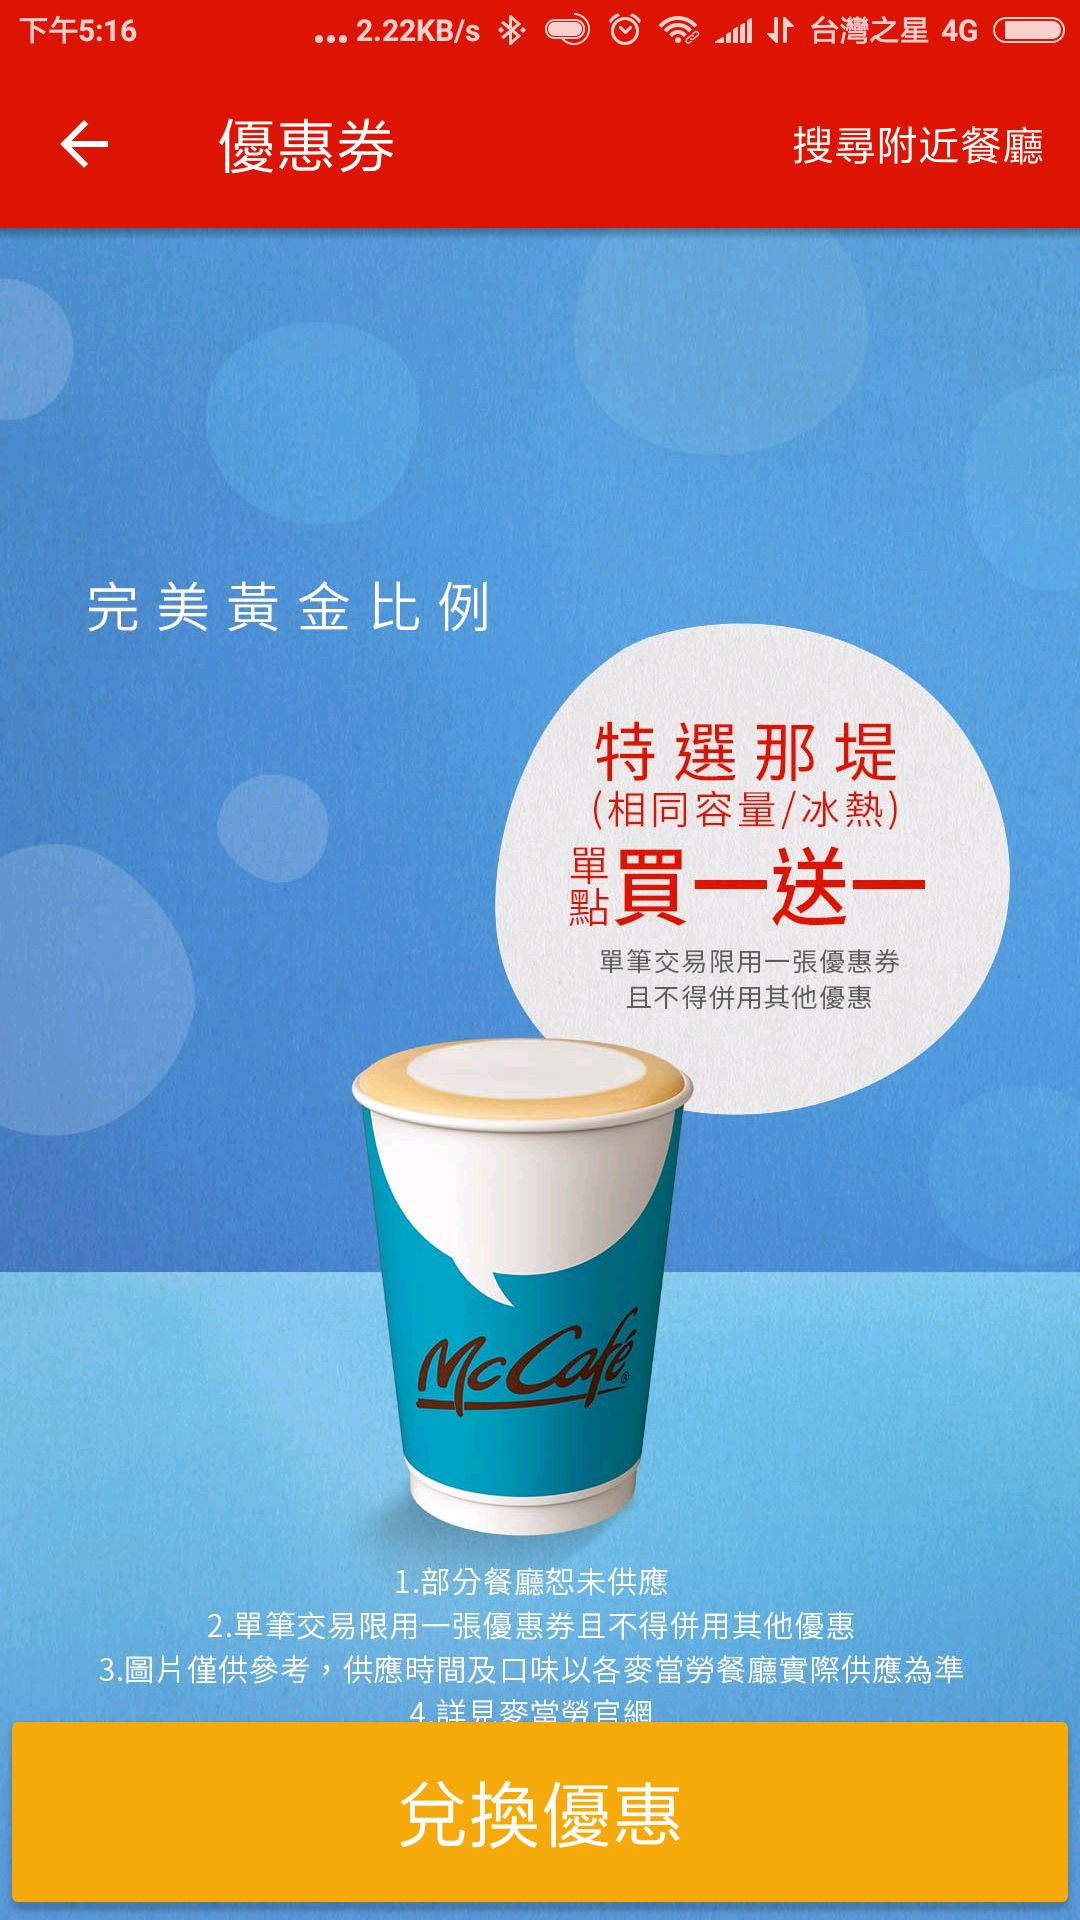 下午5:16
... 2.22KB/s 台灣之星 4G
優惠券
搜尋附近餐廳
完美黃金比例
特選那堤
(相同容量/冰熱)
單點 買一送一
單筆交易限用一張優惠券
且不得併用其他優惠
McCafé®
1.部分餐廳恕未供應
2.單筆交易限用一張優惠券且不得併用其他優惠
3.圖片僅供參考，供應時間及口味以各麥當勞餐廳實際供應為準
4.詳見麥當勞官網
兌換優惠